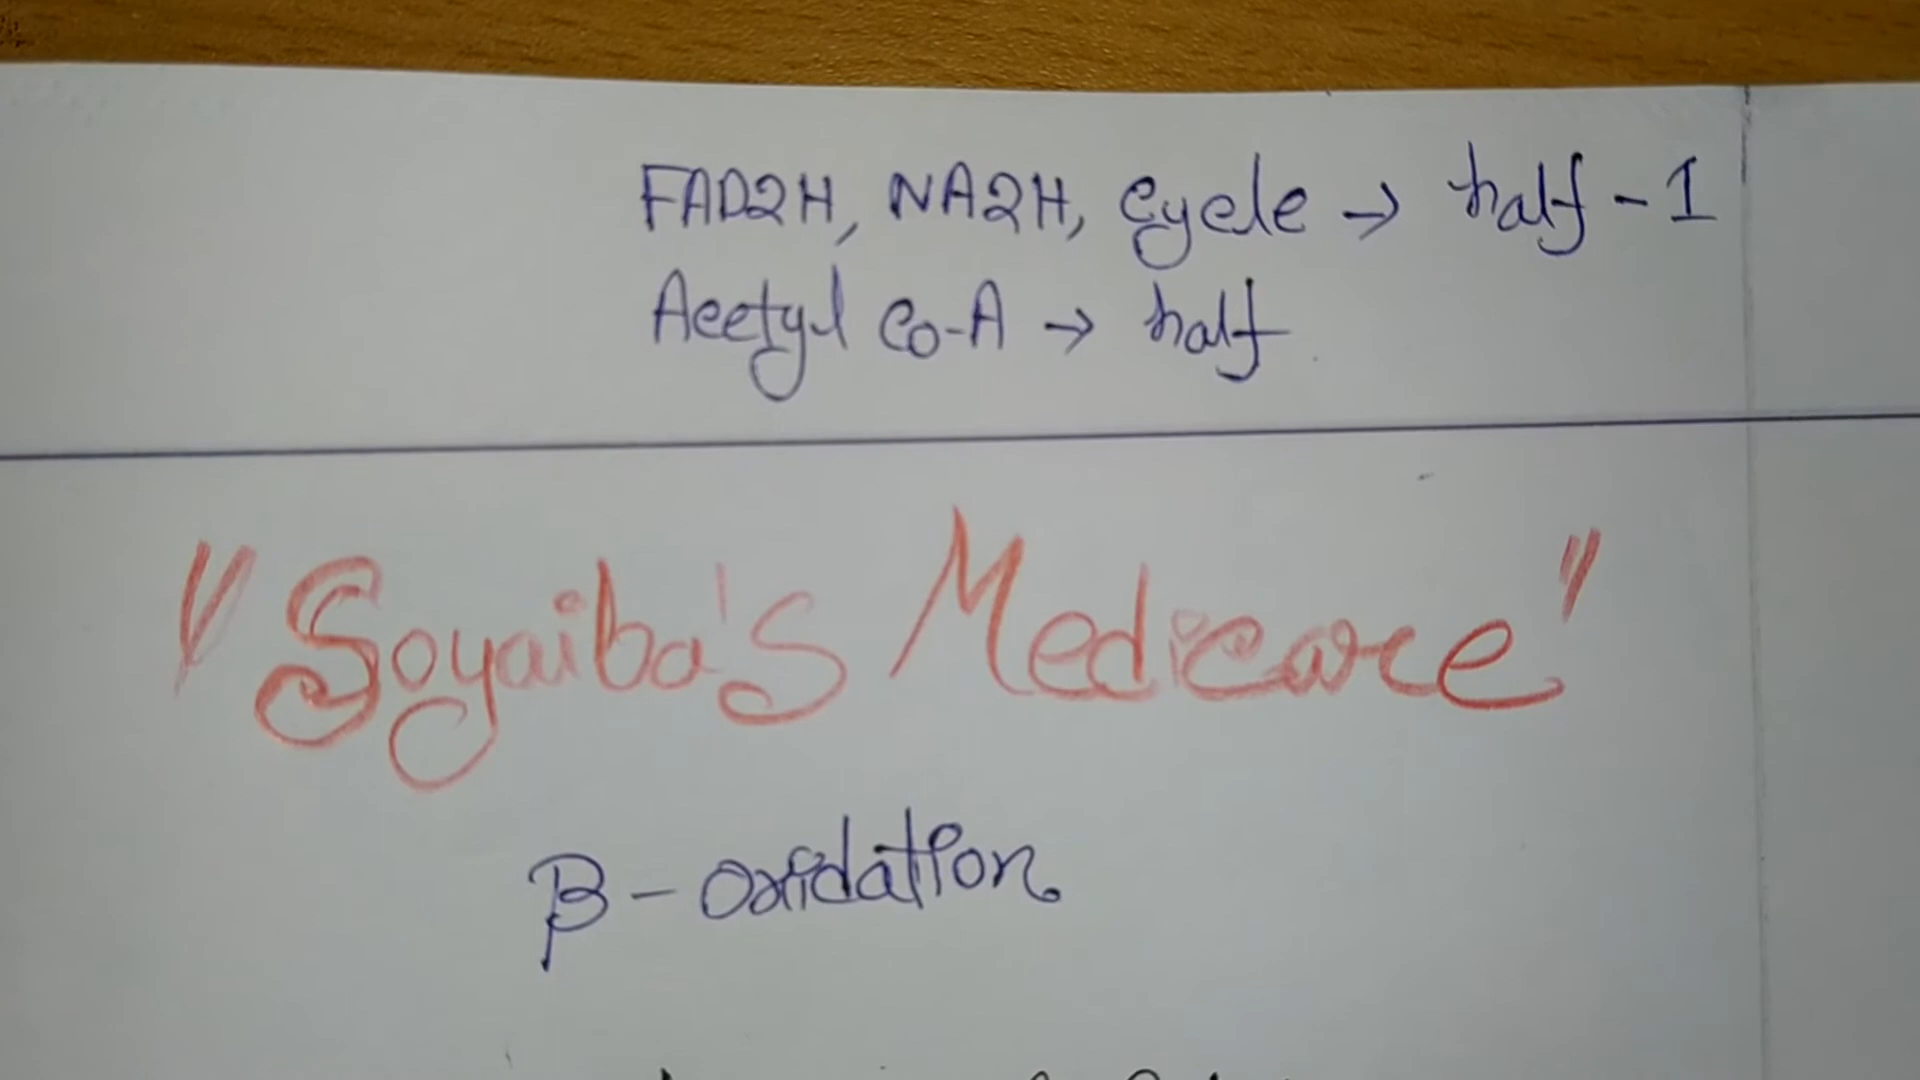 FAD2H, NA2H, Cycle → half - 1
Acetyl Co-A → half
"Soyaiba's Medicare"
β - oxidation